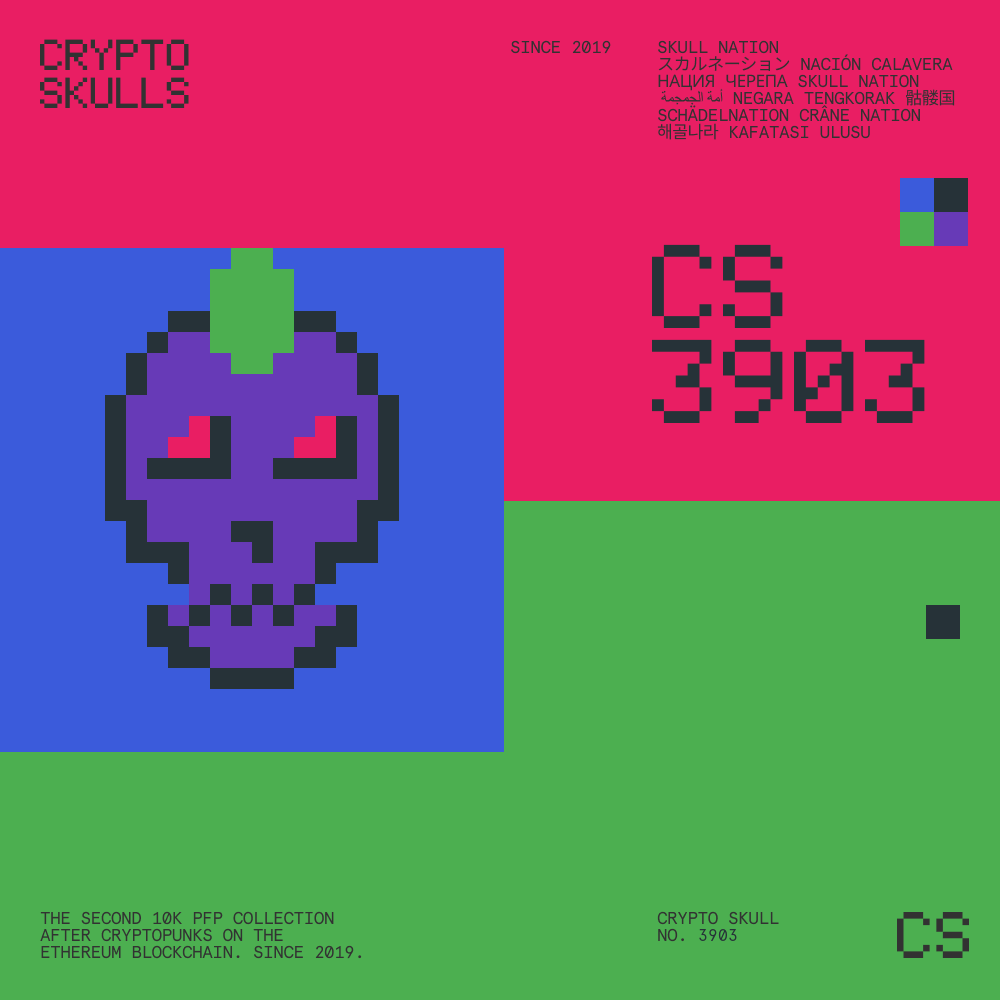 CRYPTO
SKULLS
SINCE 2019
SKULL NATION
スカルネーション NACIÓN CALAVERA
НАЦИЯ ЧЕРЕПА SKULL NATION
أمة الجمجمة NEGARA TENGKORAK 骷髅国
SCHÄDELNATION CRÂNE NATION
해골나라 KAFATASI ULUSU
CS
3903
THE SECOND 10K PFP COLLECTION
AFTER CRYPTOPUNKS ON THE
ETHEREUM BLOCKCHAIN. SINCE 2019.
CRYPTO SKULL
NO. 3903
CS